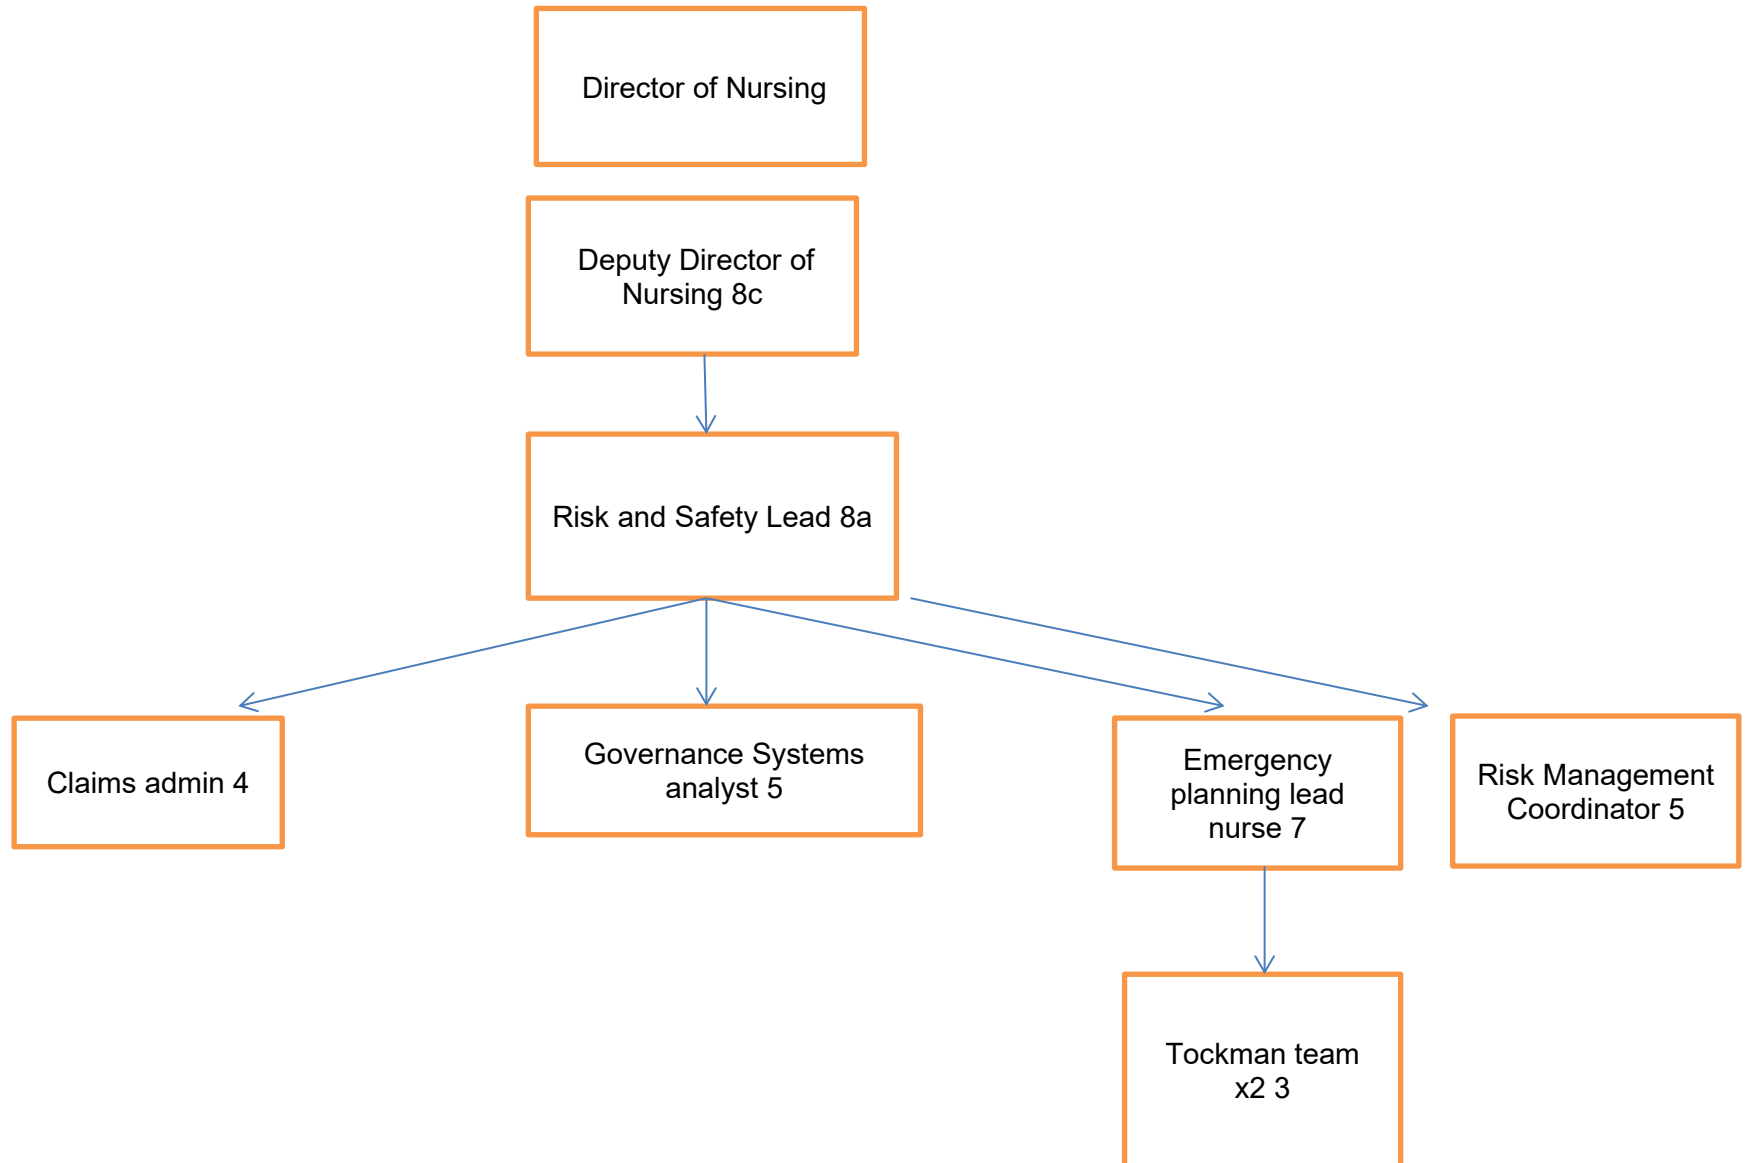 Director of Nursing
Deputy Director of
Nursing 8c
Risk and Safety Lead 8a
Claims admin 4
Governance Systems
analyst 5
Emergency
planning lead
nurse 7
Risk Management
Coordinator 5
Tockman team
x2 3